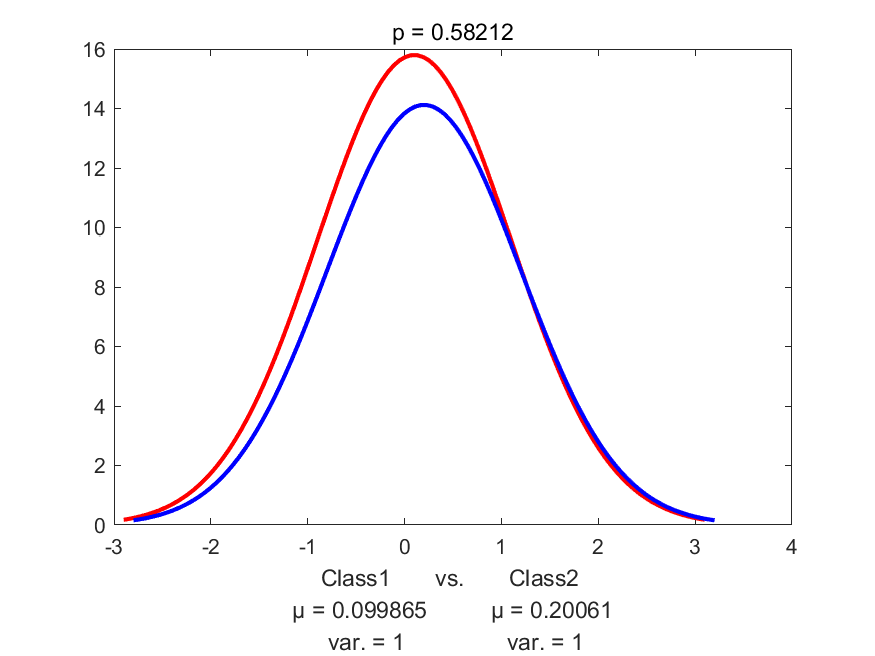 p = 0.58212
16
14
12
10
8
6
4
2
0
-3 -2 -1 0 1 2 3 4
Class1 vs. Class2
μ = 0.099865 μ = 0.20061
var. = 1 var. = 1